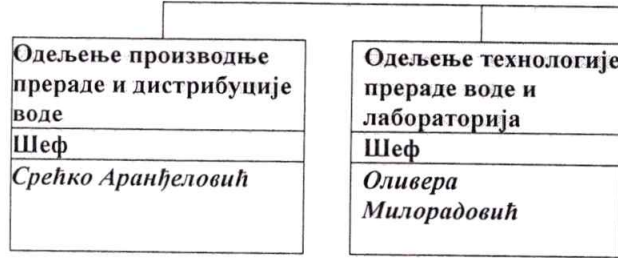 Одељење производње
прераде и дистрибуције
воде
Шеф
Срећко Аранђеловић
Одељење технологије
прераде воде и
лабораторија
Шеф
Оливера
Милорадовић